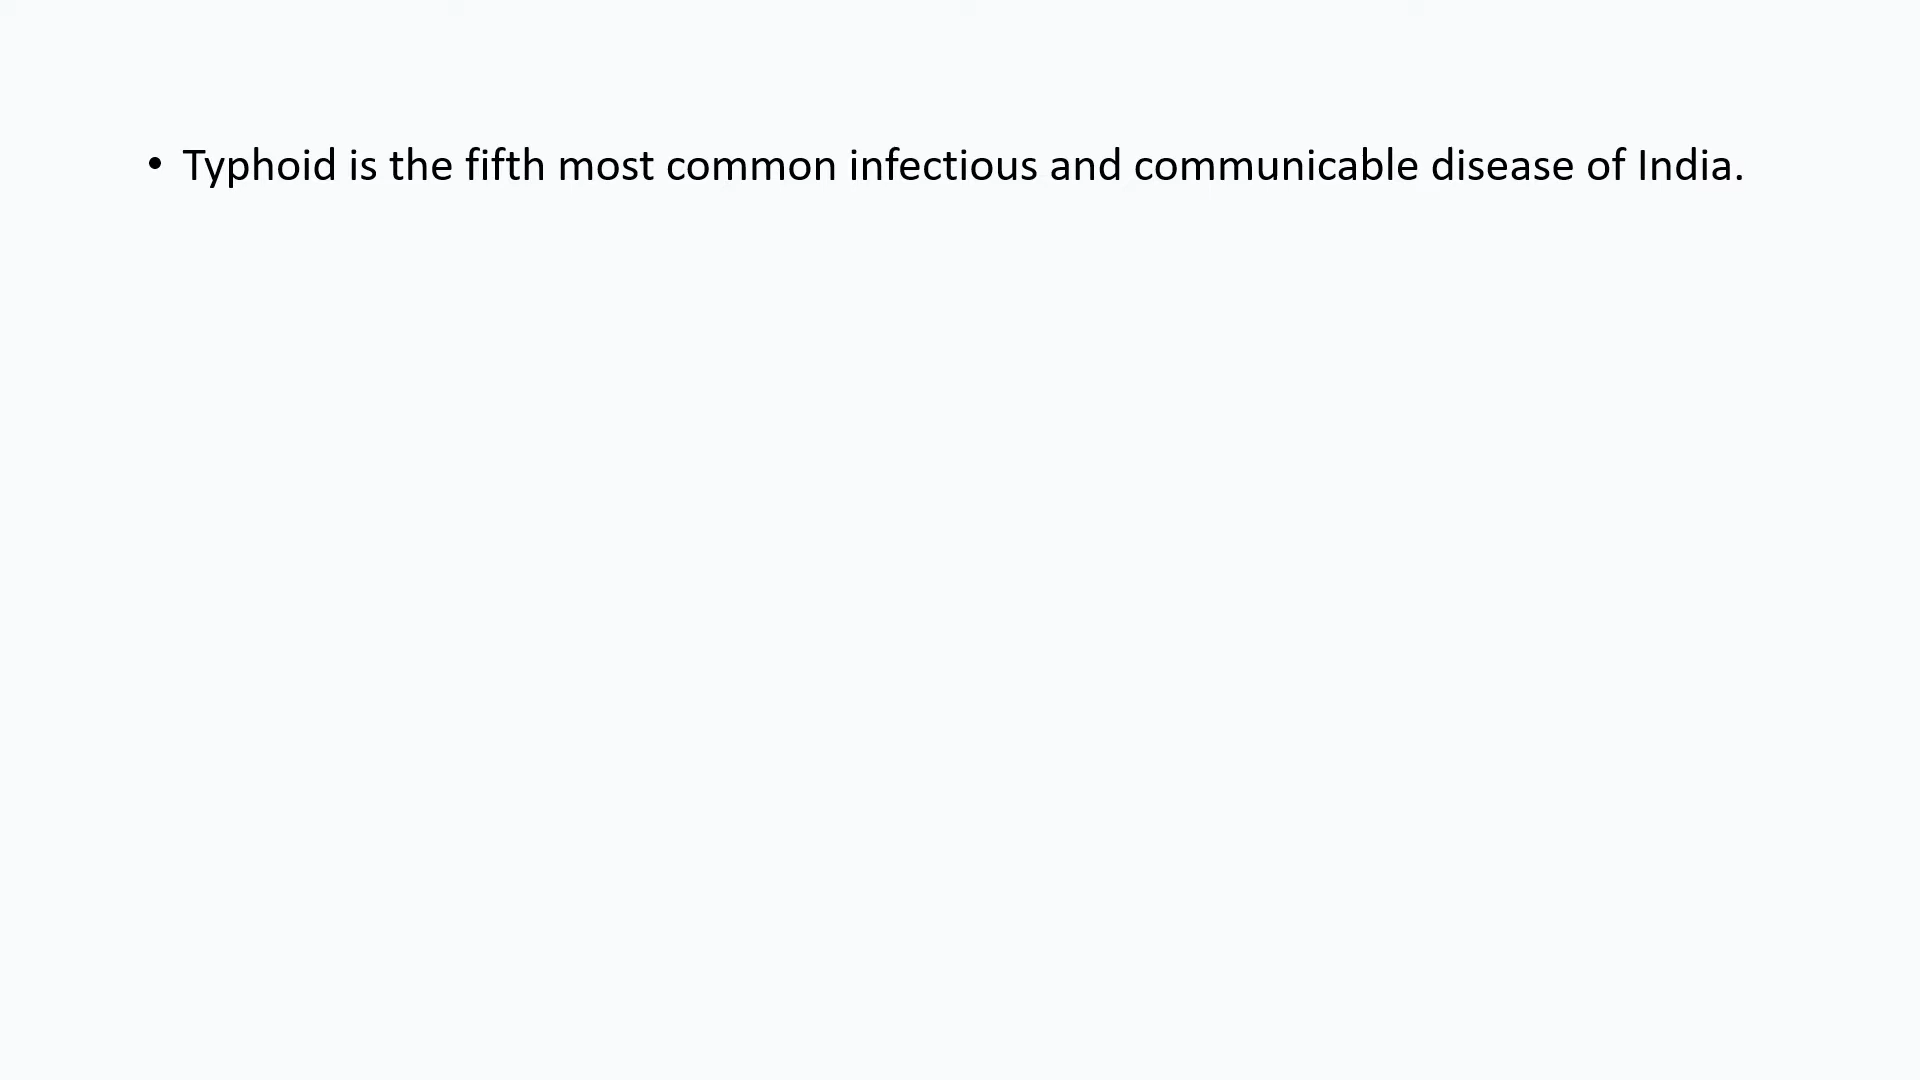 • Typhoid is the fifth most common infectious and communicable disease of India.